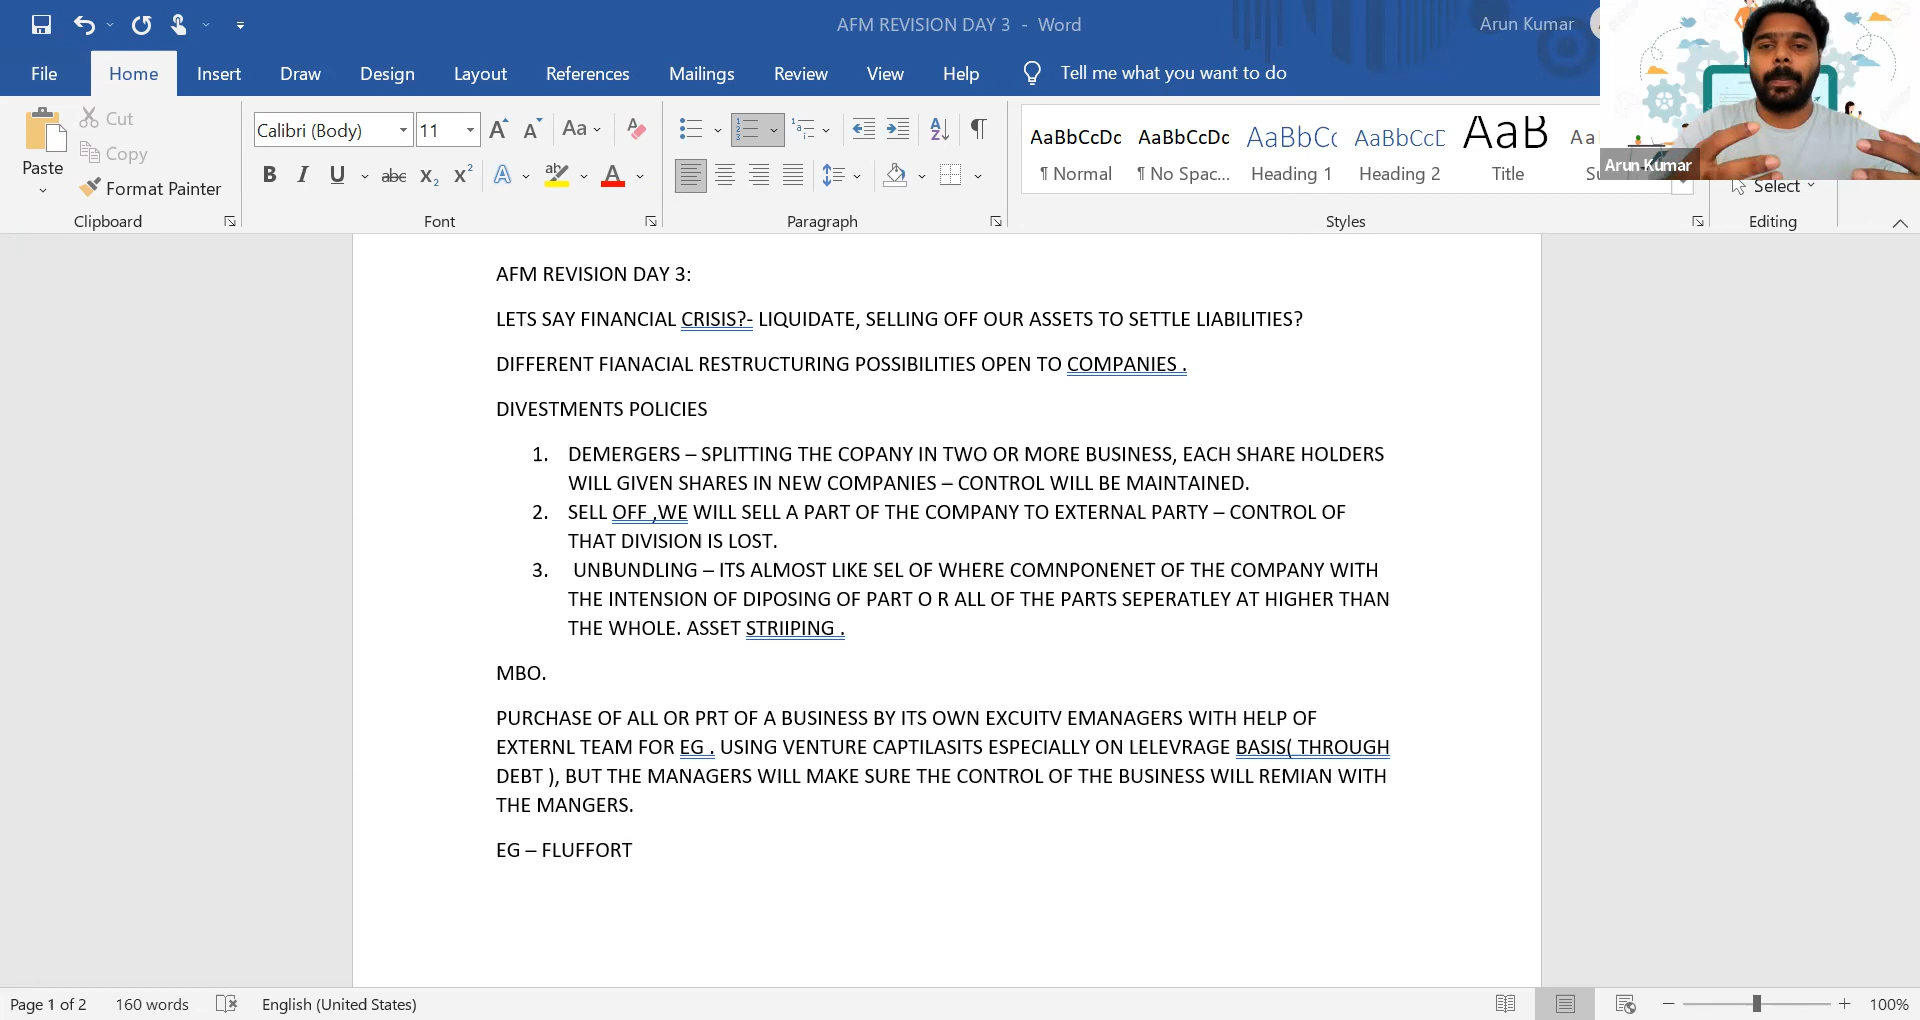 AFM REVISION DAY 3 - Word
Arun Kumar
File Home Insert Draw Design Layout References Mailings Review View Help Tell me what you want to do
Paste
Cut
Copy
Format Painter
Clipboard
Calibri (Body) 11
Aa
B I U abc X₂ X² A ab A
Font
Paragraph
AaBbCcDc AaBbCcDc AaBbCc AaBbCcD AaB Aa
¶ Normal ¶ No Spac... Heading 1 Heading 2 Title Su
Styles
Select
Editing
Arun Kumar
AFM REVISION DAY 3:
LETS SAY FINANCIAL CRISIS?- LIQUIDATE, SELLING OFF OUR ASSETS TO SETTLE LIABILITIES?
DIFFERENT FIANACIAL RESTRUCTURING POSSIBILITIES OPEN TO COMPANIES .
DIVESTMENTS POLICIES
1. DEMERGERS – SPLITTING THE COPANY IN TWO OR MORE BUSINESS, EACH SHARE HOLDERS
WILL GIVEN SHARES IN NEW COMPANIES – CONTROL WILL BE MAINTAINED.
2. SELL OFF ,WE WILL SELL A PART OF THE COMPANY TO EXTERNAL PARTY – CONTROL OF
THAT DIVISION IS LOST.
3. UNBUNDLING – ITS ALMOST LIKE SEL OF WHERE COMNPONENET OF THE COMPANY WITH
THE INTENSION OF DIPOSING OF PART O R ALL OF THE PARTS SEPERATLEY AT HIGHER THAN
THE WHOLE. ASSET STRIIPING .
MBO.
PURCHASE OF ALL OR PRT OF A BUSINESS BY ITS OWN EXCUITV EMANAGERS WITH HELP OF
EXTERNL TEAM FOR EG . USING VENTURE CAPTILASITS ESPECIALLY ON LELEVRAGE BASIS( THROUGH
DEBT ), BUT THE MANAGERS WILL MAKE SURE THE CONTROL OF THE BUSINESS WILL REMIAN WITH
THE MANGERS.
EG – FLUFFORT
Page 1 of 2 160 words English (United States) 100%